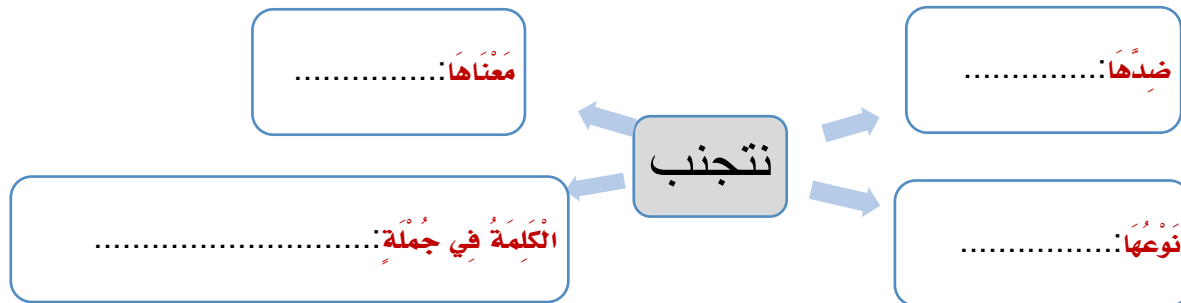 ضِدَّهَا:..............
مَعْنَاهَا:...............
نتجنب
نَوْعُهَا:................
الْكَلِمَةُ فِي جُمْلَةٍ:.............................